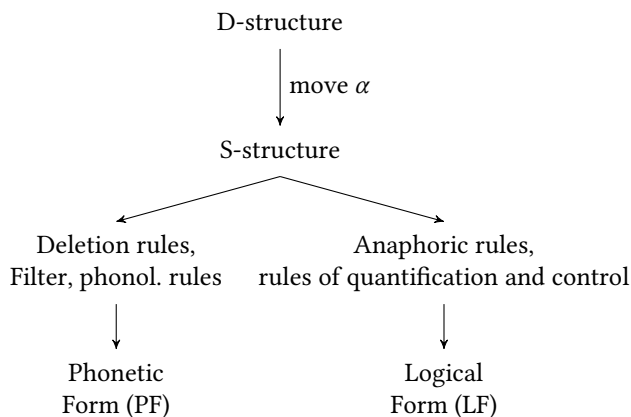 D-structure
move α
S-structure
Deletion rules,
Filter, phonol. rules
Anaphoric rules,
rules of quantification and control
Phonetic
Form (PF)
Logical
Form (LF)